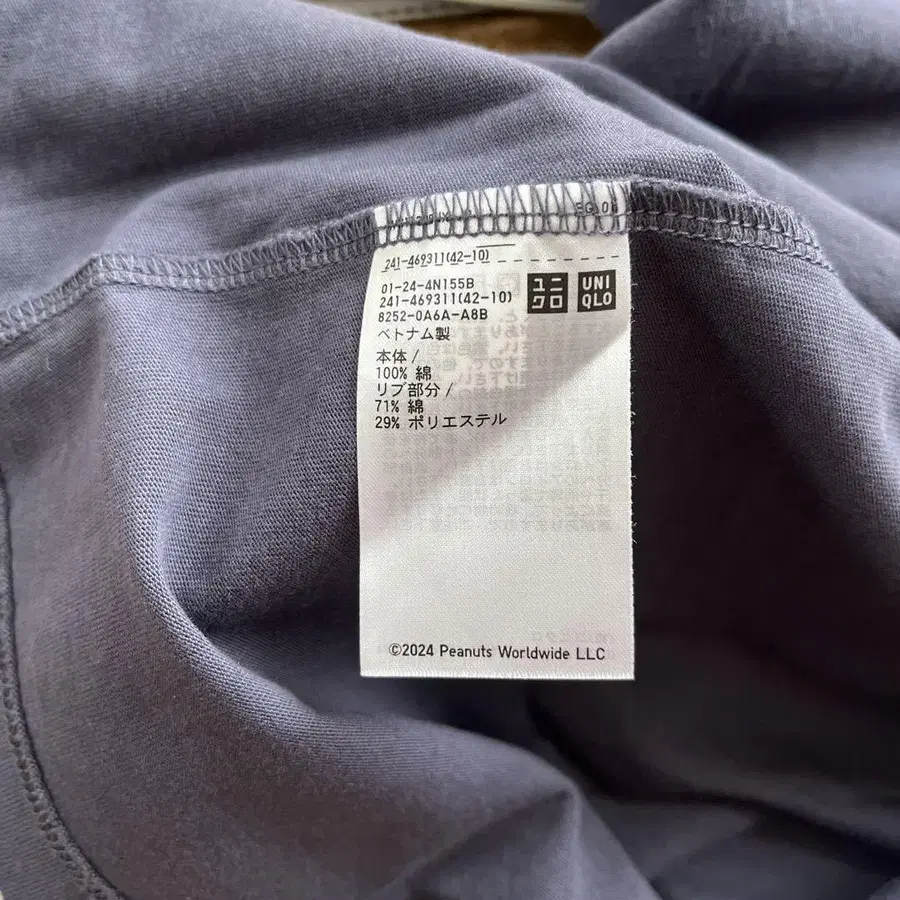 241-469311(42-10)
01-24-4N155B
241-469311(42-10)
8252-0A6A-A8B
ユニクロ
UNIQLO
ベトナム製
本体 /
100% 綿
リブ部分 /
71% 綿
29% ポリエステル
©2024 Peanuts Worldwide LLC